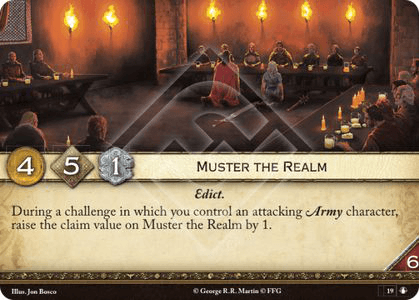 4 5 1 MUSTER THE REALM
Edict.
During a challenge in which you control an attacking Army character,
raise the claim value on Muster the Realm by 1.
6
Illus. Jon Bosco © George R.R. Martin © FFG 19